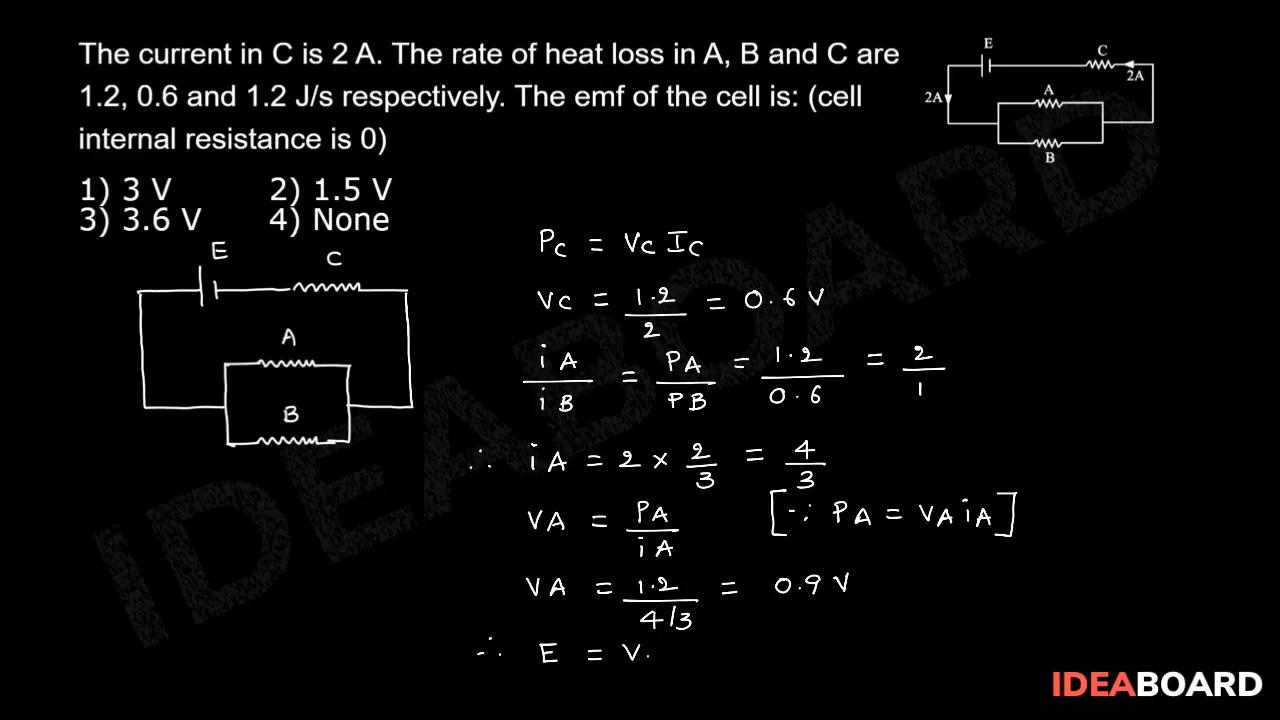 The current in C is 2 A. The rate of heat loss in A, B and C are
1.2, 0.6 and 1.2 J/s respectively. The emf of the cell is: (cell
internal resistance is 0)
1) 3 V 2) 1.5 V
3) 3.6 V 4) None
E
C
2A
2A
A
B
E
C
A
B
PC = VC IC
VC = 1.2/2 = 0.6 V
iA/iB = PA/PB = 1.2/0.6 = 2/1
∴ iA = 2 × 2/3 = 4/3
VA = PA/iA [∵ PA = VA iA]
VA = 1.2/4/3 = 0.9 V
∴ E = V.
IDEABOARD
IDEABOARD